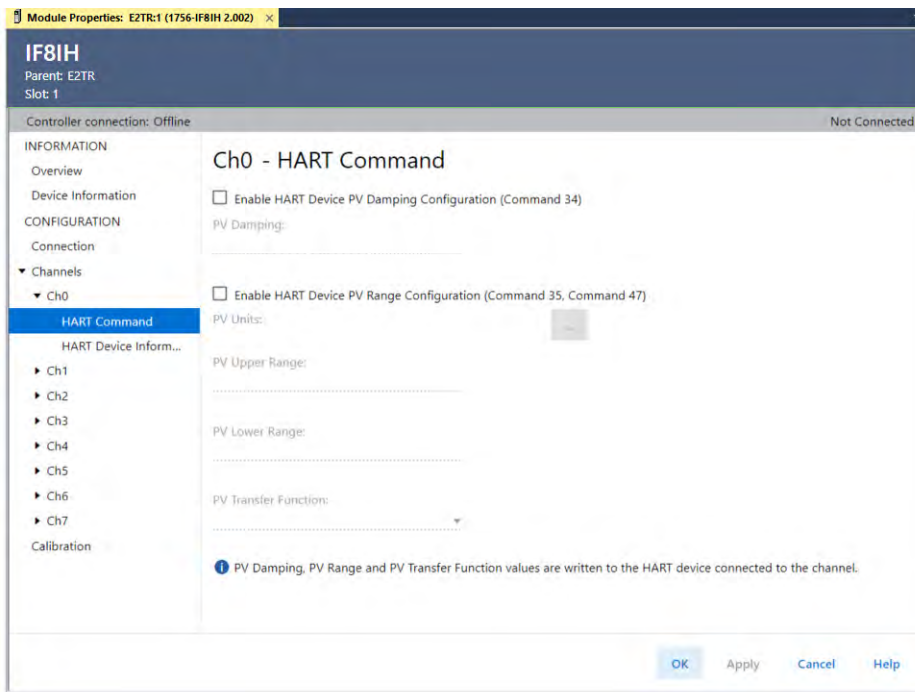 Module Properties: E2TR:1 (1756-IF8IH 2.002) ×
IF8IH
Parent: E2TR
Slot: 1
Controller connection: Offline
Not Connected
INFORMATION
Overview
Device Information
CONFIGURATION
Connection
Channels
Ch0
HART Command
HART Device Inform...
Ch1
Ch2
Ch3
Ch4
Ch5
Ch6
Ch7
Calibration
Ch0 - HART Command
Enable HART Device PV Damping Configuration (Command 34)
PV Damping:
Enable HART Device PV Range Configuration (Command 35, Command 47)
PV Units:
...
PV Upper Range:
PV Lower Range:
PV Transfer Function:
PV Damping, PV Range and PV Transfer Function values are written to the HART device connected to the channel.
OK
Apply
Cancel
Help